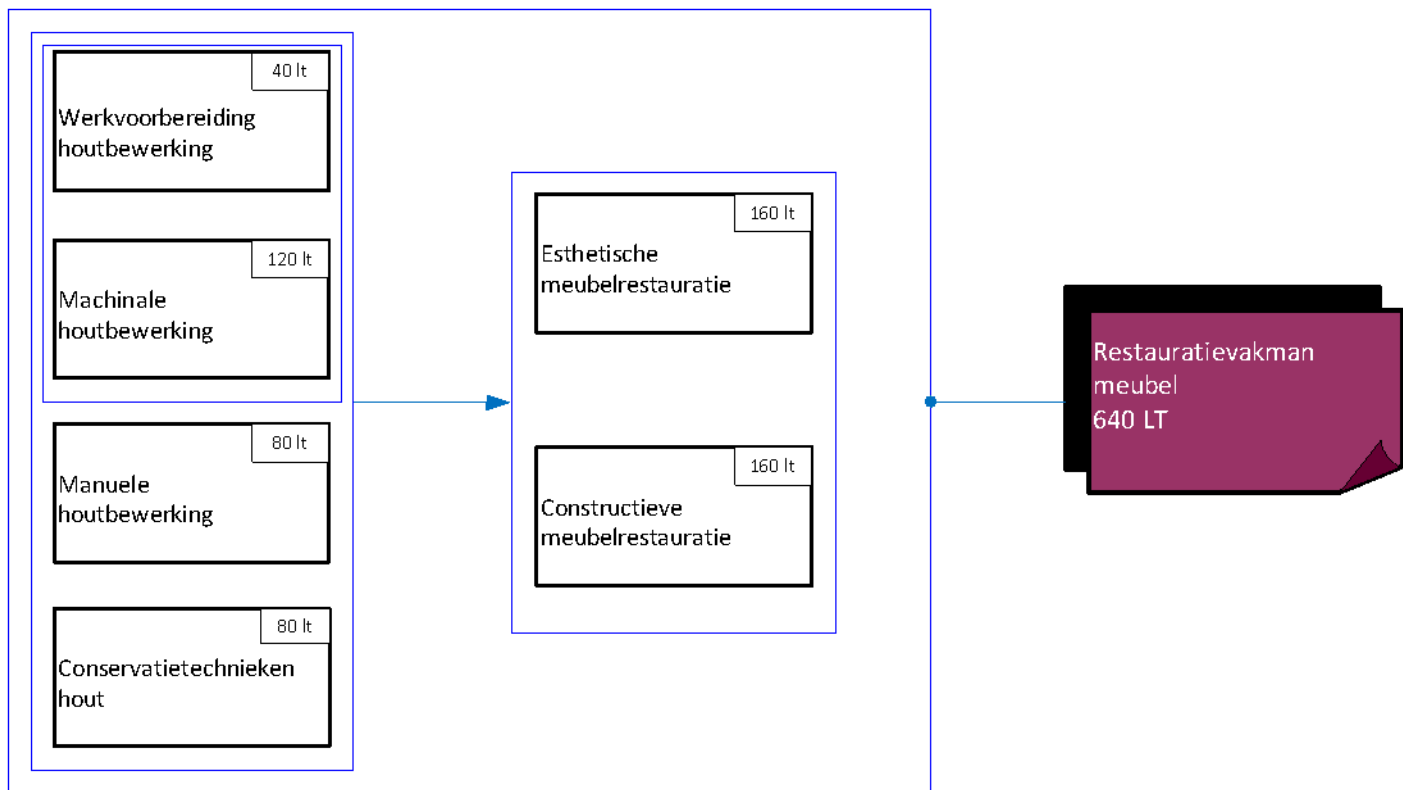 40 lt
Werkvoorbereiding
houtbewerking
120 lt
Machinale
houtbewerking
80 lt
Manuele
houtbewerking
80 lt
Conservatietechnieken
hout
160 lt
Esthetische
meubelrestauratie
160 lt
Constructieve
meubelrestauratie
Restauratievakman
meubel
640 LT